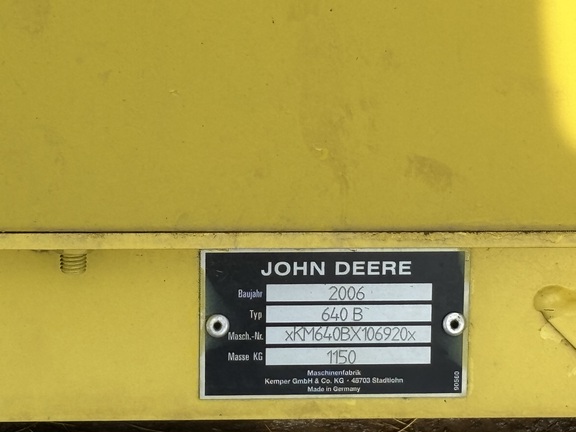 JOHN DEERE
Baujahr 2006
Typ 640 B
Masch.-Nr. xKM640BX106920x
Masse KG 1150
Maschinenfabrik
Kemper GmbH & Co. KG · 48703 Stadtlohn
Made in Germany
90560